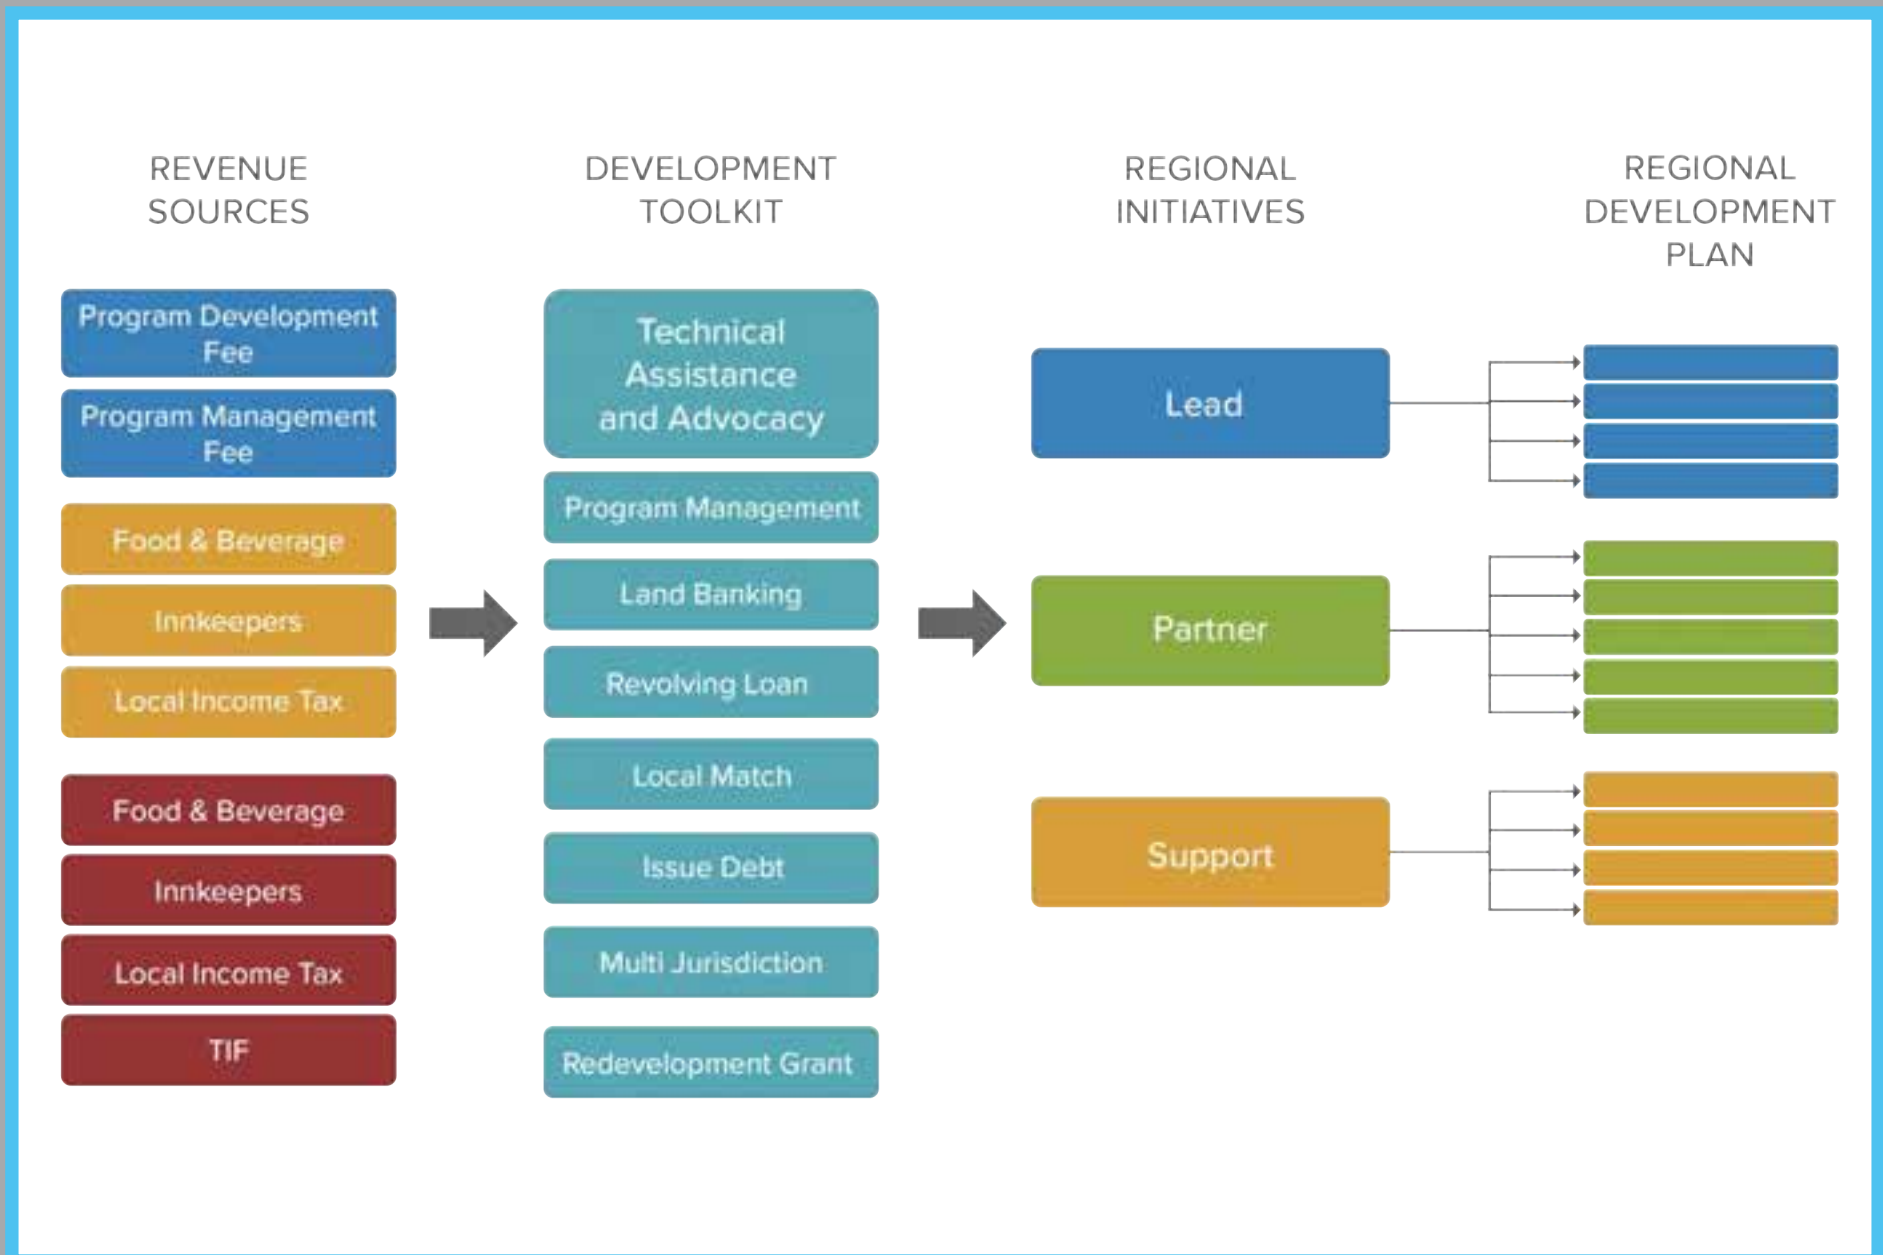 REVENUE
SOURCES
Program Development
Fee
Program Management
Fee
Food & Beverage
Innkeepers
Local Income Tax
Food & Beverage
Innkeepers
Local Income Tax
TIF
DEVELOPMENT
TOOLKIT
Technical
Assistance
and Advocacy
Program Management
Land Banking
Revolving Loan
Local Match
Issue Debt
Multi Jurisdiction
Redevelopment Grant
REGIONAL
INITIATIVES
Lead
Partner
Support
REGIONAL
DEVELOPMENT
PLAN